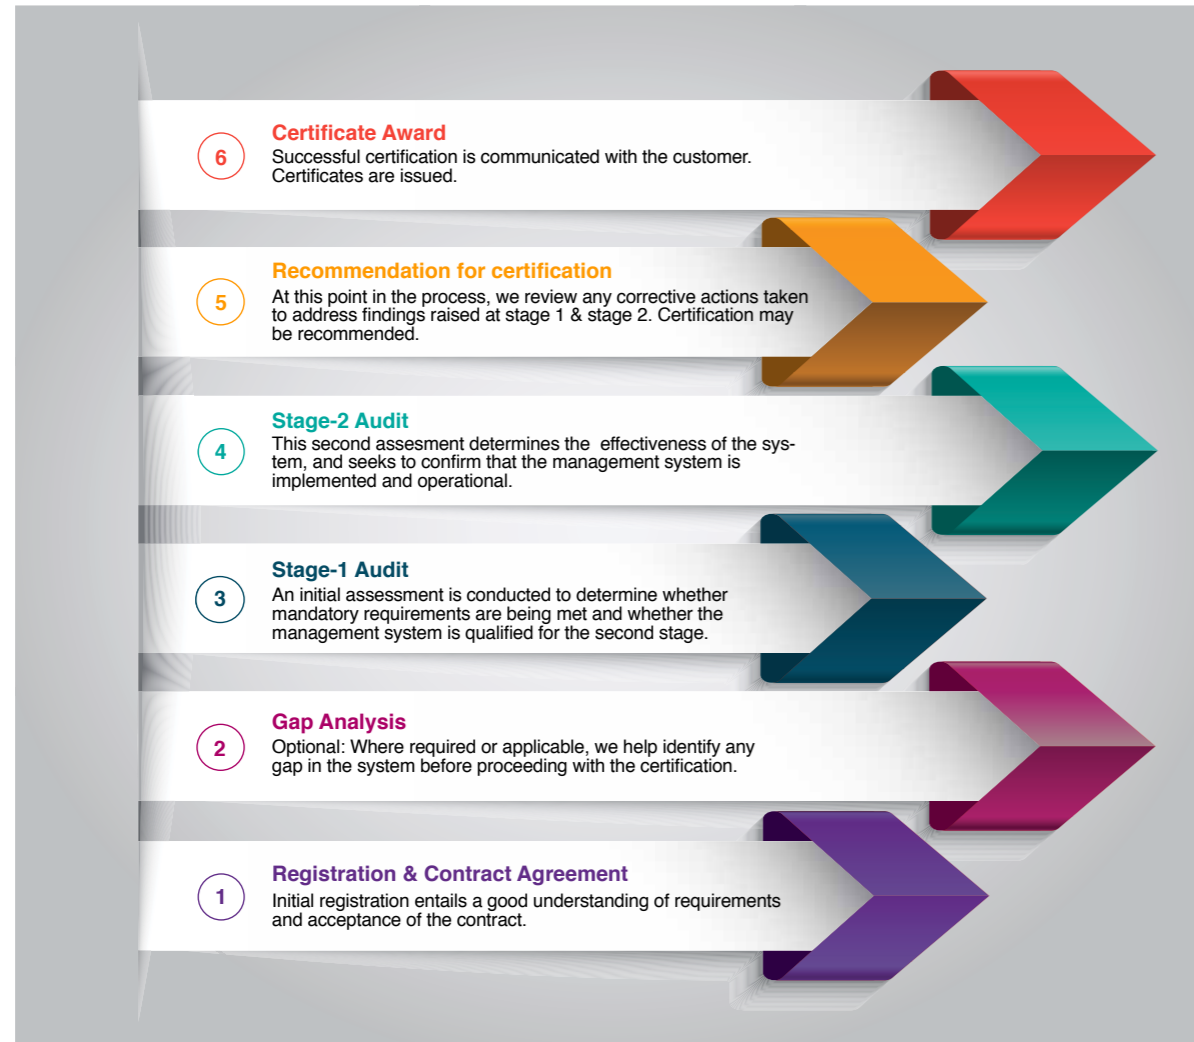 6
Certificate Award
Successful certification is communicated with the customer.
Certificates are issued.
5
Recommendation for certification
At this point in the process, we review any corrective actions taken
to address findings raised at stage 1 & stage 2. Certification may
be recommended.
4
Stage-2 Audit
This second assesment determines the  effectiveness of the sys-
tem, and seeks to confirm that the management system is
implemented and operational.
3
Stage-1 Audit
An initial assessment is conducted to determine whether
mandatory requirements are being met and whether the
management system is qualified for the second stage.
2
Gap Analysis
Optional: Where required or applicable, we help identify any
gap in the system before proceeding with the certification.
1
Registration & Contract Agreement
Initial registration entails a good understanding of requirements
and acceptance of the contract.